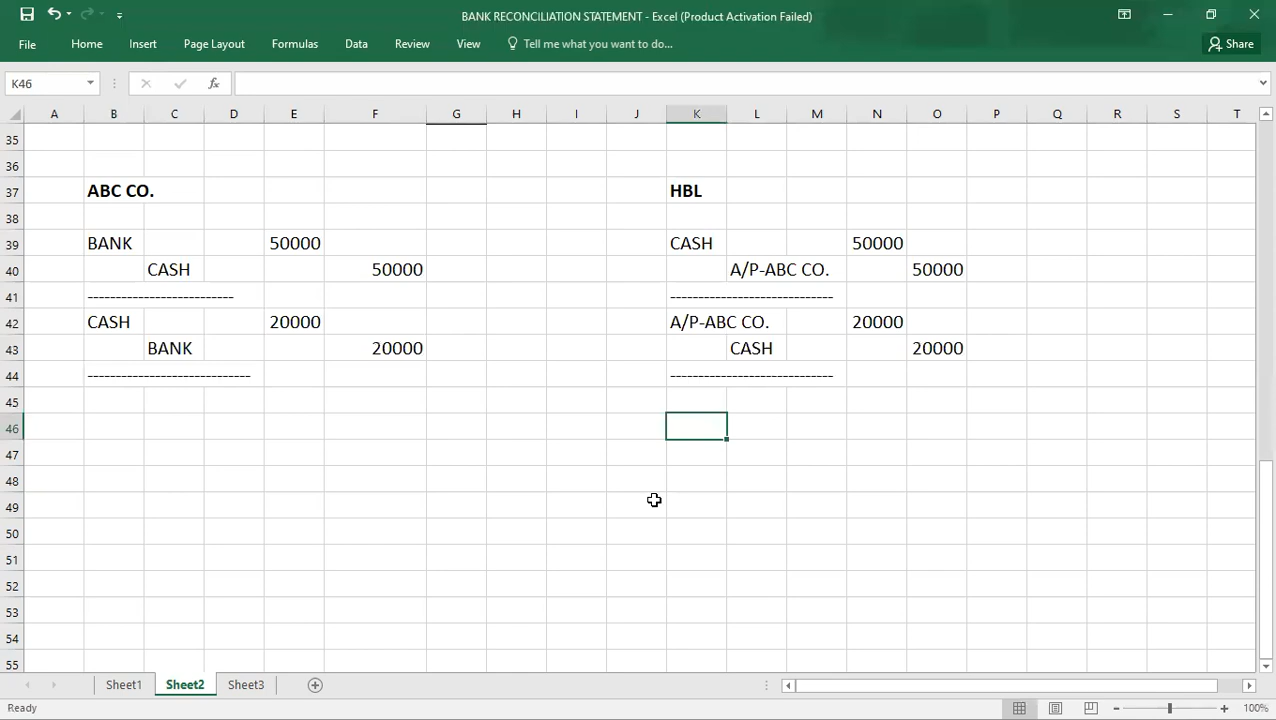 BANK RECONCILIATION STATEMENT - Excel (Product Activation Failed)
File Home Insert Page Layout Formulas Data Review View Tell me what you want to do... Share
K46 fx
A B C D E F G H I J K L M N O P Q R S T
35
36
37 ABC CO. HBL
38
39 BANK 50000 CASH 50000
40 CASH 50000 A/P-ABC CO. 50000
41 -------------------------- ----------------------------
42 CASH 20000 A/P-ABC CO. 20000
43 BANK 20000 CASH 20000
44 ---------------------------- ----------------------------
45
46
47
48
49
50
51
52
53
54
55
Sheet1 Sheet2 Sheet3
Ready 100%